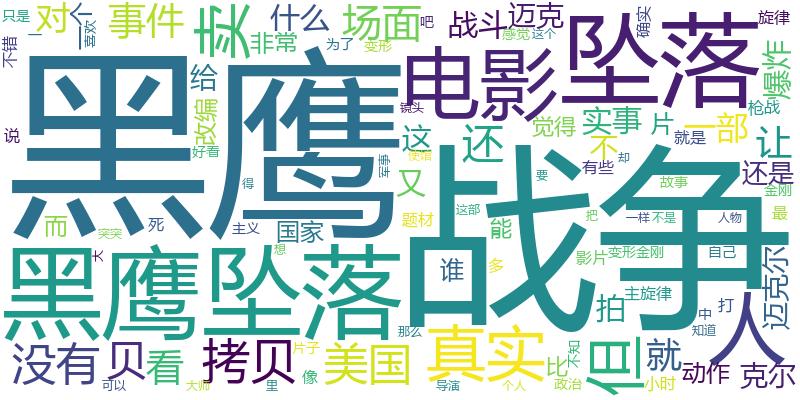 只是
对
个
事件
卖
什么
场面
战斗
迈克
确实
旋律
不错
一
喜欢
非常
为了
变形
吧
感觉
这个
黑鹰
给
电影
坠落
爆炸
枪战
说
改编
镜头
这
还
觉得
实事
片
一部
让
好看
使馆
军事
不
就是
还是
有些
却
得
又
战争
要
故事
金刚
而
死
主义
题材
能
这部
把
一样
不是
人物
最
突突
国家
大
想
谁
影片
变形金刚
自己
黑鹰坠落
多
拍
主旋律
中
打
人
迈克尔
那么
知道
没有
贝
看
拷贝
片子
美国
真实
比
不知
但
就
动作
克尔
可以
大师
里
像
导演
个人
政治
小时